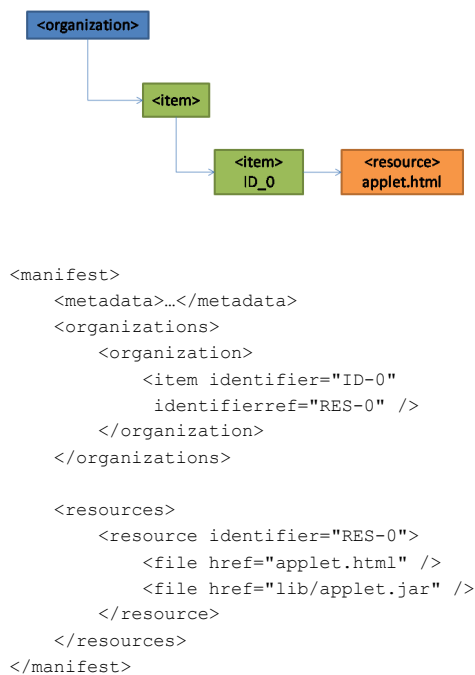 <organization>
<item>
<item>
ID_0
<resource>
applet.html
<manifest>
    <metadata>…</metadata>
    <organizations>
        <organization>
            <item identifier="ID-0"
             identifierref="RES-0" />
        </organization>
    </organizations>

    <resources>
        <resource identifier="RES-0">
            <file href="applet.html" />
            <file href="lib/applet.jar" />
        </resource>
    </resources>
</manifest>